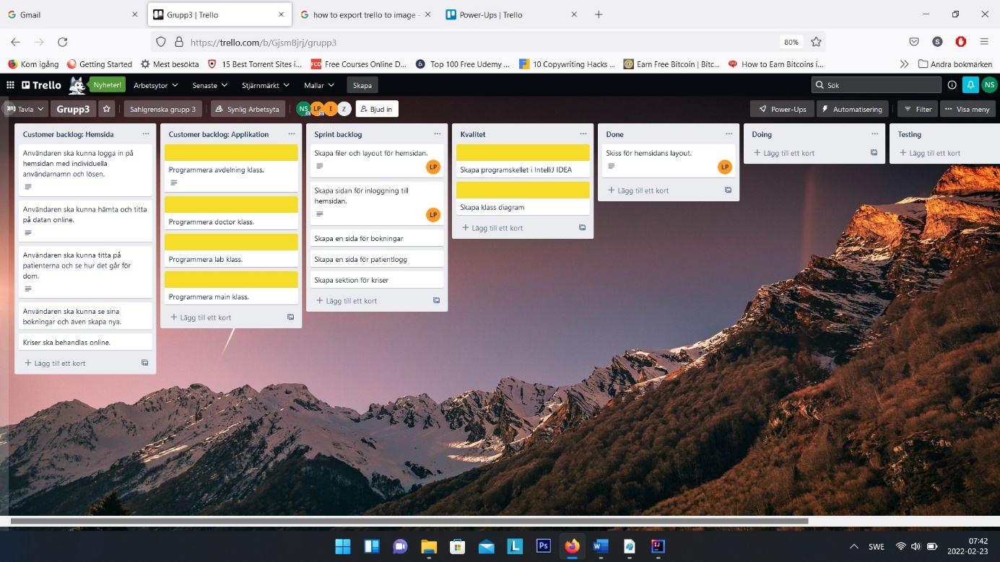 Gmail
Grupp3 | Trello
how to export trello to image -
Power-Ups | Trello
https://trello.com/b/GjsmBjrj/grupp3
80%
S
Kom igång
Getting Started
Mest besökta
15 Best Torrent Sites i...
FCO
Free Courses Online D...
Top 100 Free Udemy ...
10 Copywriting Hacks ...
Earn Free Bitcoin | Bitc...
How to Earn Bitcoins i...
Andra bokmärken
Trello
Nyheter!
Arbetsytor
Senaste
Stjärnmärkt
Mallar
Skapa
Sök
NS
Tavla
Grupp3
Sahlgrenska grupp 3
Synlig Arbetsyta
NS
LP
I
Z
Bjud in
Power-Ups
Automatisering
Filter
Visa meny
Customer backlog: Hemsida
Användaren ska kunna logga in på
hemsidan med individuella
användarnamn och lösen.
Användaren ska kunna hämta och titta
på datan online.
Användaren ska kunna titta på
patienterna och se hur det går för
dom.
Användaren ska kunna se sina
bokningar och även skapa nya.
Kriser ska behandlas online.
Lägg till ett kort
Customer backlog: Applikation
Programmera avdelning klass.
Programmera doctor klass.
Programmera lab klass.
Programmera main klass.
Lägg till ett kort
Sprint backlog
Skapa filer och layout för hemsidan.
LP
Skapa sidan för inloggning till
hemsidan.
LP
Skapa en sida för bokningar
Skapa en sida för patientlogg
Skapa sektion för kriser
Lägg till ett kort
Kvalitet
Skapa programskellet i IntelliJ IDEA
Skapa klass diagram
Lägg till ett kort
Done
Skiss för hemsidans layout.
LP
Lägg till ett kort
Doing
Lägg till ett kort
Testing
Lägg till ett kort
L
Ps
W
IJ
SWE
07:42
2022-02-23